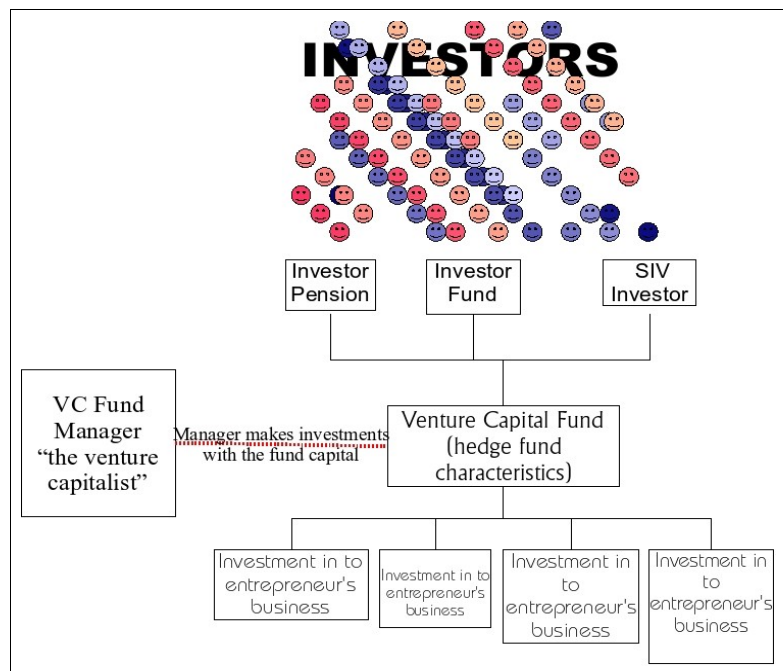 INVESTORS
Investor
Pension
Investor
Fund
SIV
Investor
VC Fund
Manager
“the venture
capitalist”
Manager makes investments
with the fund capital
Venture Capital Fund
(hedge fund
characteristics)
Investment in to
entrepreneur's
business
Investment in to
entrepreneur's
business
Investment in
to
entrepreneur's
business
Investment in
to
entrepreneur's
business